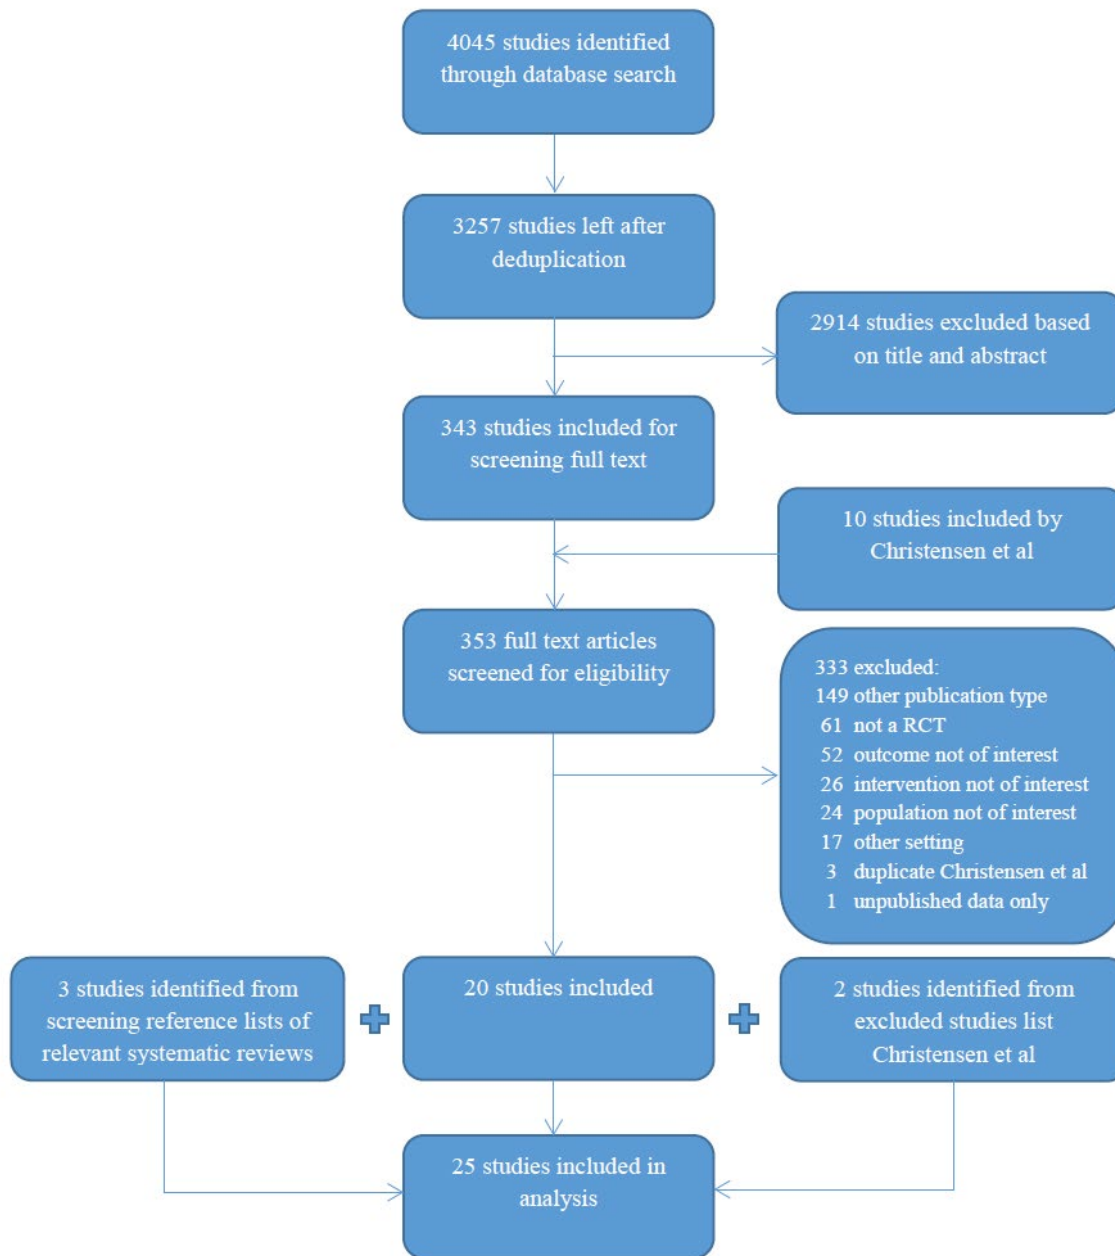 4045 studies identified
through database search
3257 studies left after
deduplication
2914 studies excluded based
on title and abstract
343 studies included for
screening full text
10 studies included by
Christensen et al
353 full text articles
screened for eligibility
333 excluded:
149 other publication type
61 not a RCT
52 outcome not of interest
26 intervention not of interest
24 population not of interest
17 other setting
3 duplicate Christensen et al
1 unpublished data only
3 studies identified from
screening reference lists of
relevant systematic reviews
20 studies included
2 studies identified from
excluded studies list
Christensen et al
25 studies included in
analysis